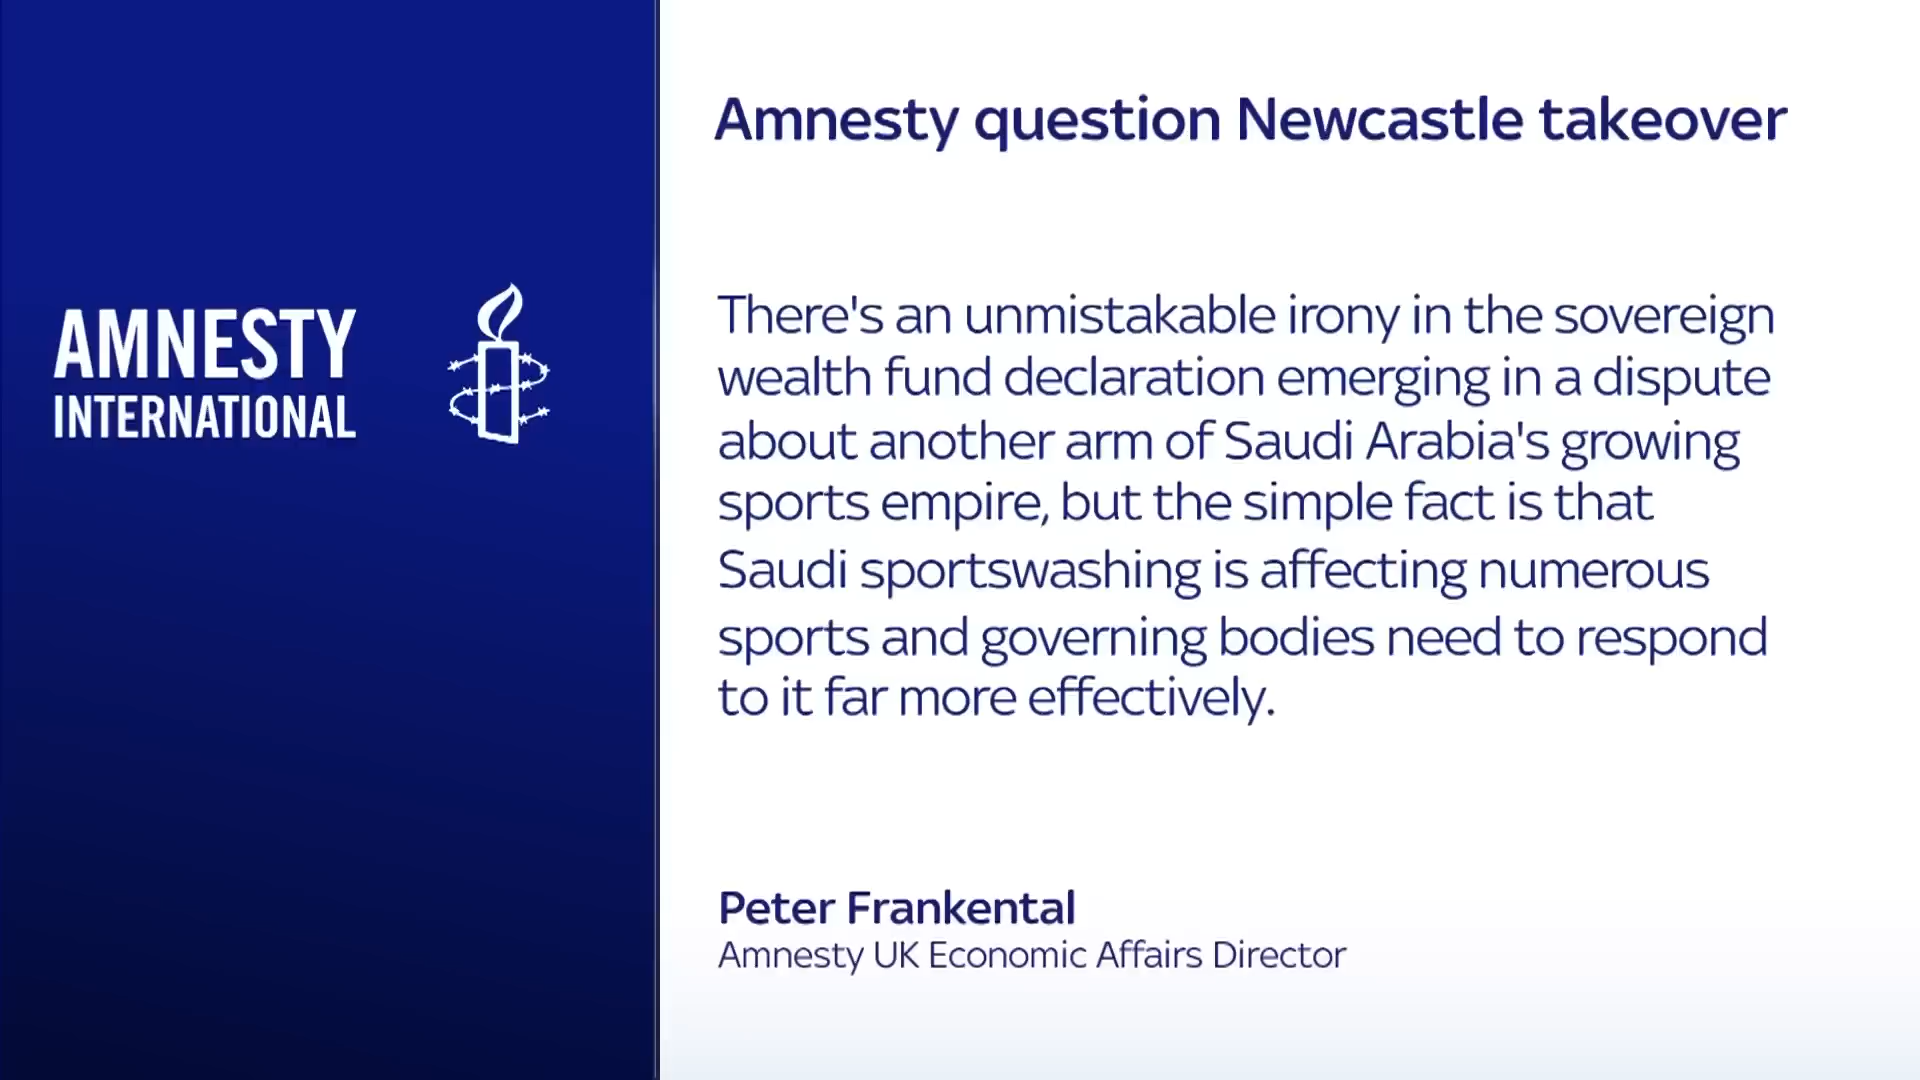 AMNESTY
INTERNATIONAL
Amnesty question Newcastle takeover
There's an unmistakable irony in the sovereign
wealth fund declaration emerging in a dispute
about another arm of Saudi Arabia's growing
sports empire, but the simple fact is that
Saudi sportswashing is affecting numerous
sports and governing bodies need to respond
to it far more effectively.
Peter Frankental
Amnesty UK Economic Affairs Director